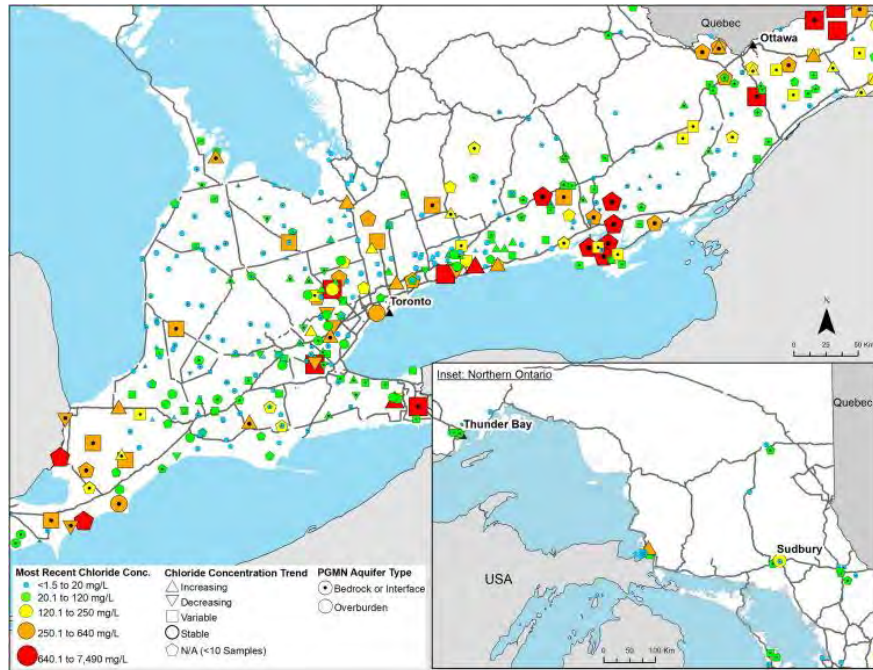 Quebec
Ottawa
Toronto
N
0 25 50 Km
Inset: Northern Ontario
Quebec
Thunder Bay
Sudbury
USA
0 50 100 Km
Most Recent Chloride Conc.
<1.5 to 20 mg/L
20.1 to 120 mg/L
120.1 to 250 mg/L
250.1 to 640 mg/L
640.1 to 7,490 mg/L
Chloride Concentration Trend
Increasing
Decreasing
Variable
Stable
N/A (<10 Samples)
PGMN Aquifer Type
Bedrock or Interface
Overburden